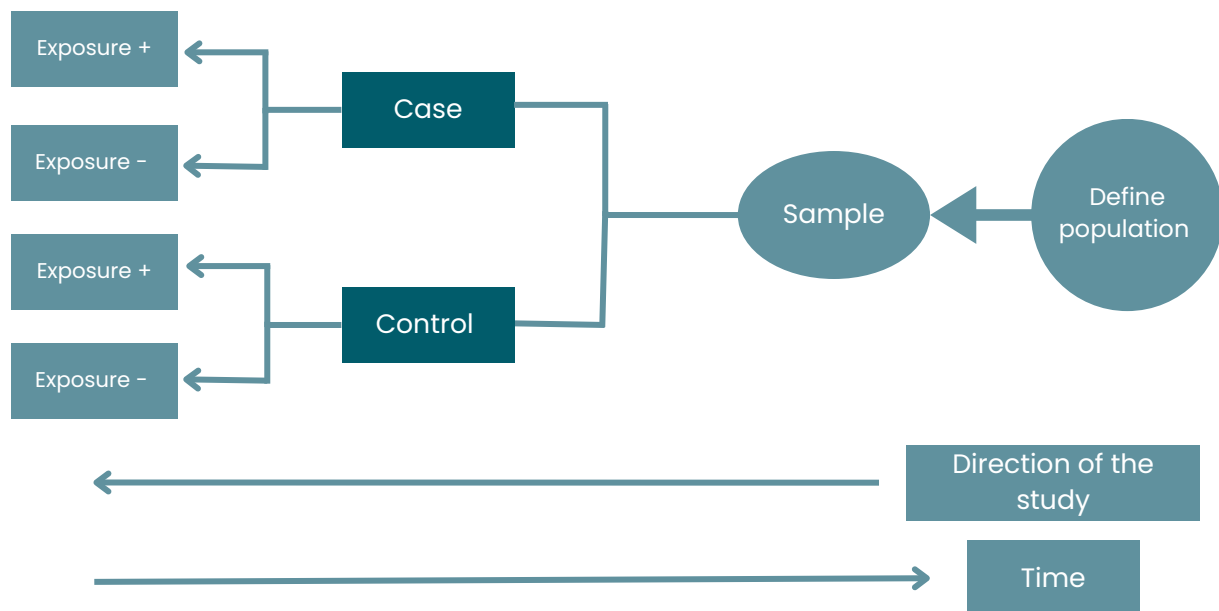 Exposure +
Exposure -
Case
Exposure +
Exposure -
Control
Sample
Define
population
Direction of the
study
Time